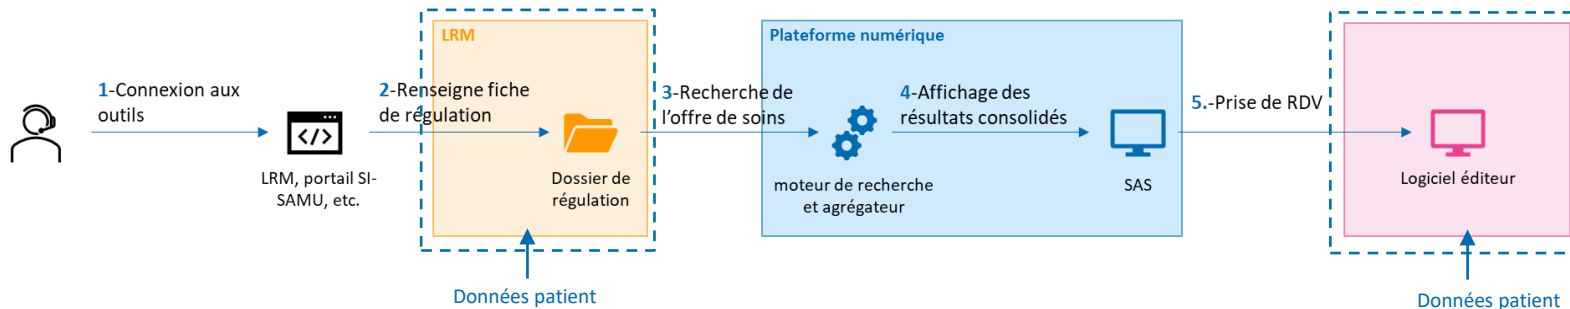 LRM
Plateforme numérique
1-Connexion aux
outils
2-Renseigne fiche
de régulation
3-Recherche de
l'offre de soins
4-Affichage des
résultats consolidés
5.-Prise de RDV
</>
LRM, portail SI-
SAMU, etc.
Dossier de
régulation
moteur de recherche
et agrégateur
SAS
Logiciel éditeur
Données patient
Données patient